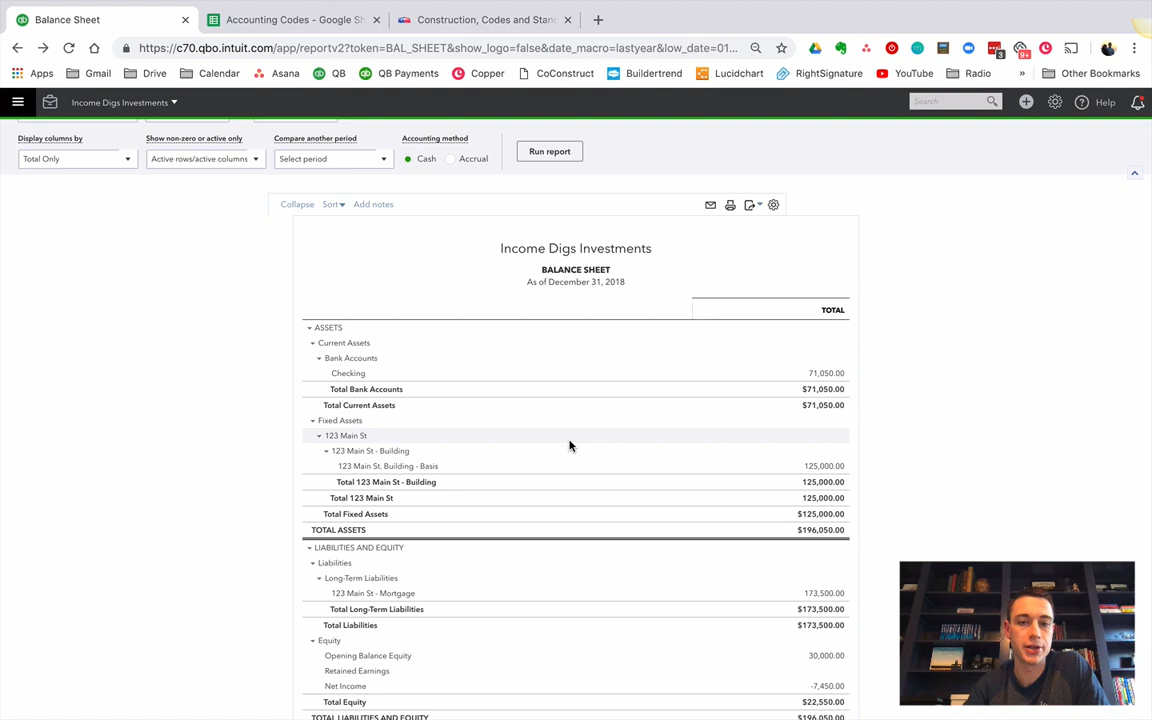 Balance Sheet
Accounting Codes - Google Sh
Construction, Codes and Stan
https://c70.qbo.intuit.com/app/reportv2?token=BAL_SHEET&show_logo=false&date_macro=lastyear&low_date=01...
3
9+
Apps Gmail Drive Calendar Asana QB QB Payments Copper CoConstruct Buildertrend Lucidchart RightSignature YouTube Radio » Other Bookmarks
Income Digs Investments Search Help
Display columns by Show non-zero or active only Compare another period Accounting method
Total Only Active rows/active columns Select period Cash Accrual Run report
Collapse Sort Add notes
Income Digs Investments
BALANCE SHEET
As of December 31, 2018
TOTAL
ASSETS
Current Assets
Bank Accounts
Checking 71,050.00
Total Bank Accounts $71,050.00
Total Current Assets $71,050.00
Fixed Assets
123 Main St
123 Main St - Building
123 Main St. Building - Basis 125,000.00
Total 123 Main St - Building 125,000.00
Total 123 Main St 125,000.00
Total Fixed Assets $125,000.00
TOTAL ASSETS $196,050.00
LIABILITIES AND EQUITY
Liabilities
Long-Term Liabilities
123 Main St - Mortgage 173,500.00
Total Long-Term Liabilities $173,500.00
Total Liabilities $173,500.00
Equity
Opening Balance Equity 30,000.00
Retained Earnings
Net Income -7,450.00
Total Equity $22,550.00
TOTAL LIABILITIES AND EQUITY $196,050.00